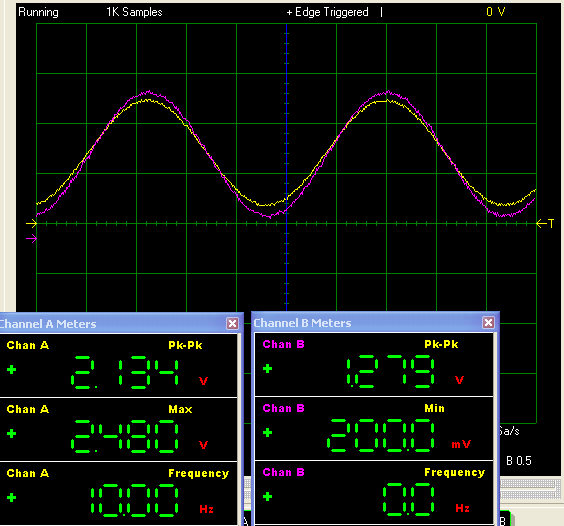 Running 1K Samples + Edge Triggered | 0 V
T
Channel A Meters
Chan A Pk-Pk
+ 2.134 V
Chan A Max
+ 2.480 V
Chan A Frequency
+ 10.00 Hz
Channel B Meters
Chan B Pk-Pk
+ 1.279 V
Chan B Min
+ 200.0 mV
Chan B Frequency
+ 0.0 Hz
Sa/s
B 0.5
A
B